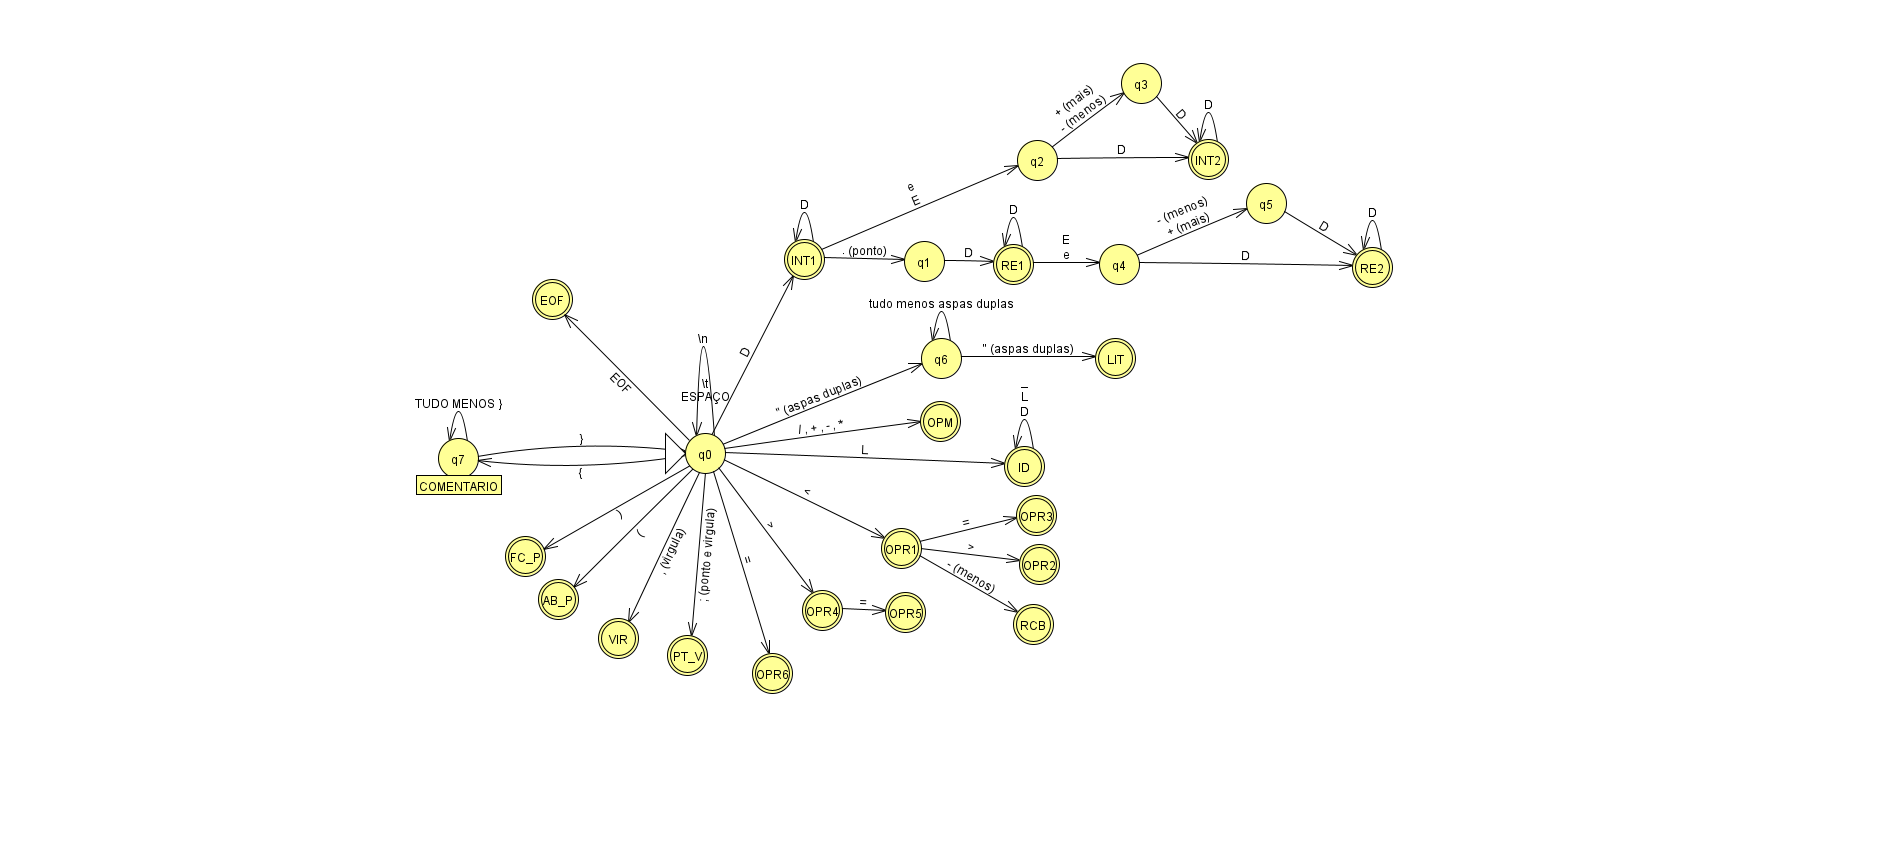 q3
+ (mais)
- (menos)
D
D
q2
D
INT2
e
E
q5
- (menos)
+ (mais)
D
D
INT1
. (ponto)
q1
D
D
RE1
E
e
q4
D
D
RE2
EOF
EOF
D
tudo menos aspas duplas
q6
" (aspas duplas)
LIT
\n
\t
ESPAÇO
" (aspas duplas)
/ , + , - , *
OPM
_
L
D
TUDO MENOS }
q7
COMENTARIO
}
{
q0
L
ID
<
OPR1
=
OPR3
>
OPR2
- (menos)
RCB
)
FC_P
(
AB_P
, (virgula)
VIR
; (ponto e virgula)
PT_V
=
OPR6
>
OPR4
=
OPR5